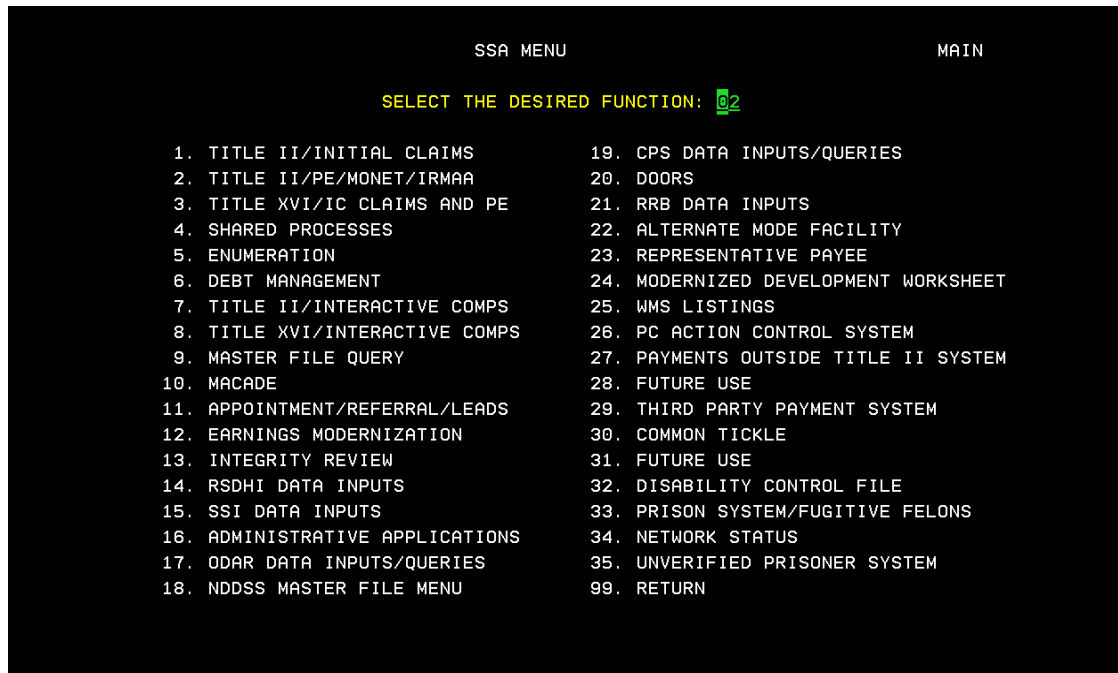 SSA MENU MAIN
SELECT THE DESIRED FUNCTION: 02
1. TITLE II/INITIAL CLAIMS
2. TITLE II/PE/MONET/IRMAA
3. TITLE XVI/IC CLAIMS AND PE
4. SHARED PROCESSES
5. ENUMERATION
6. DEBT MANAGEMENT
7. TITLE II/INTERACTIVE COMPS
8. TITLE XVI/INTERACTIVE COMPS
9. MASTER FILE QUERY
10. MACADE
11. APPOINTMENT/REFERRAL/LEADS
12. EARNINGS MODERNIZATION
13. INTEGRITY REVIEW
14. RSDHI DATA INPUTS
15. SSI DATA INPUTS
16. ADMINISTRATIVE APPLICATIONS
17. ODAR DATA INPUTS/QUERIES
18. NDDSS MASTER FILE MENU
19. CPS DATA INPUTS/QUERIES
20. DOORS
21. RRB DATA INPUTS
22. ALTERNATE MODE FACILITY
23. REPRESENTATIVE PAYEE
24. MODERNIZED DEVELOPMENT WORKSHEET
25. WMS LISTINGS
26. PC ACTION CONTROL SYSTEM
27. PAYMENTS OUTSIDE TITLE II SYSTEM
28. FUTURE USE
29. THIRD PARTY PAYMENT SYSTEM
30. COMMON TICKLE
31. FUTURE USE
32. DISABILITY CONTROL FILE
33. PRISON SYSTEM/FUGITIVE FELONS
34. NETWORK STATUS
35. UNVERIFIED PRISONER SYSTEM
99. RETURN